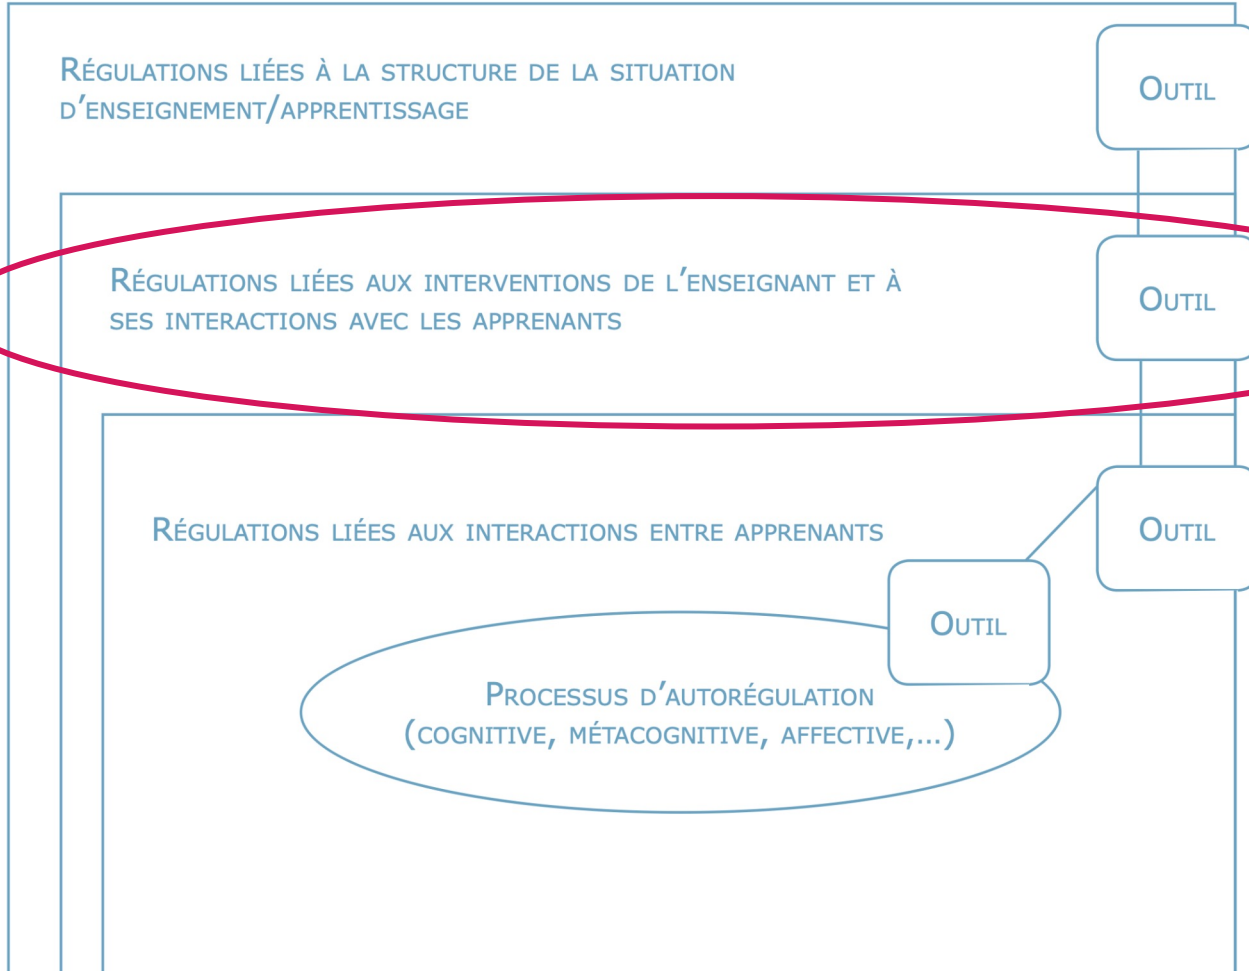 Régulations liées à la structure de la situation
d'enseignement/apprentissage
Outil
Régulations liées aux interventions de l'enseignant et à
ses interactions avec les apprenants
Outil
Régulations liées aux interactions entre apprenants
Outil
Outil
Processus d'autorégulation
(cognitive, métacognitive, affective,...)